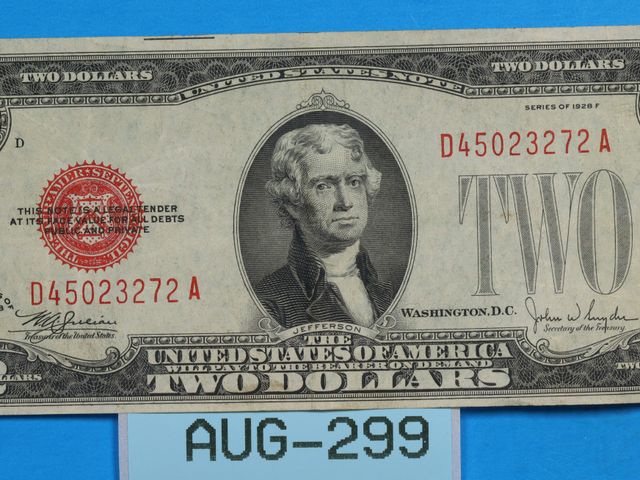 TWO DOLLARS
UNITED STATES NOTE
TWO DOLLARS
SERIES OF 1928 F
D
D45023272A
THIS NOTE IS A LEGAL TENDER
AT ITS FACE VALUE FOR ALL DEBTS
PUBLIC AND PRIVATE
TWO
D45023272A
WASHINGTON, D.C.
Treasurer of the United States.
John W Snyder
Secretary of the Treasury.
JEFFERSON
THE
UNITED STATES OF AMERICA
WILL PAY TO THE BEARER ON DEMAND
TWO DOLLARS
AUG-299